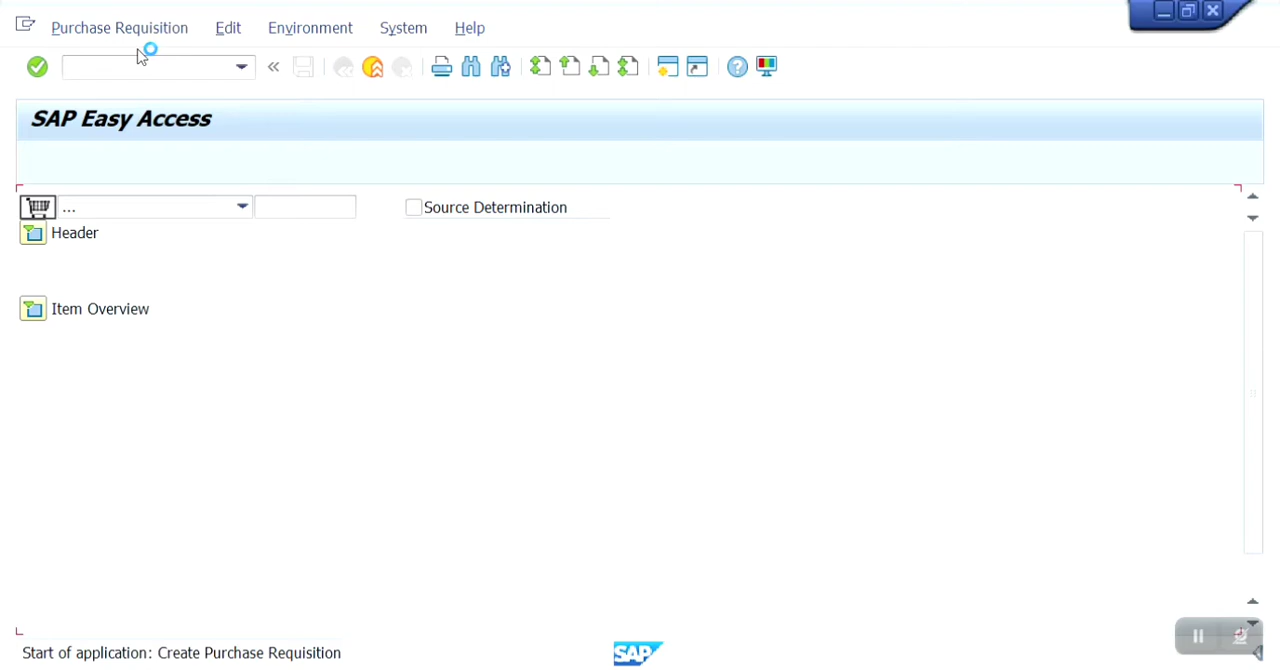 Purchase Requisition Edit Environment System Help
SAP Easy Access
... Source Determination
Header
Item Overview
Start of application: Create Purchase Requisition SAP